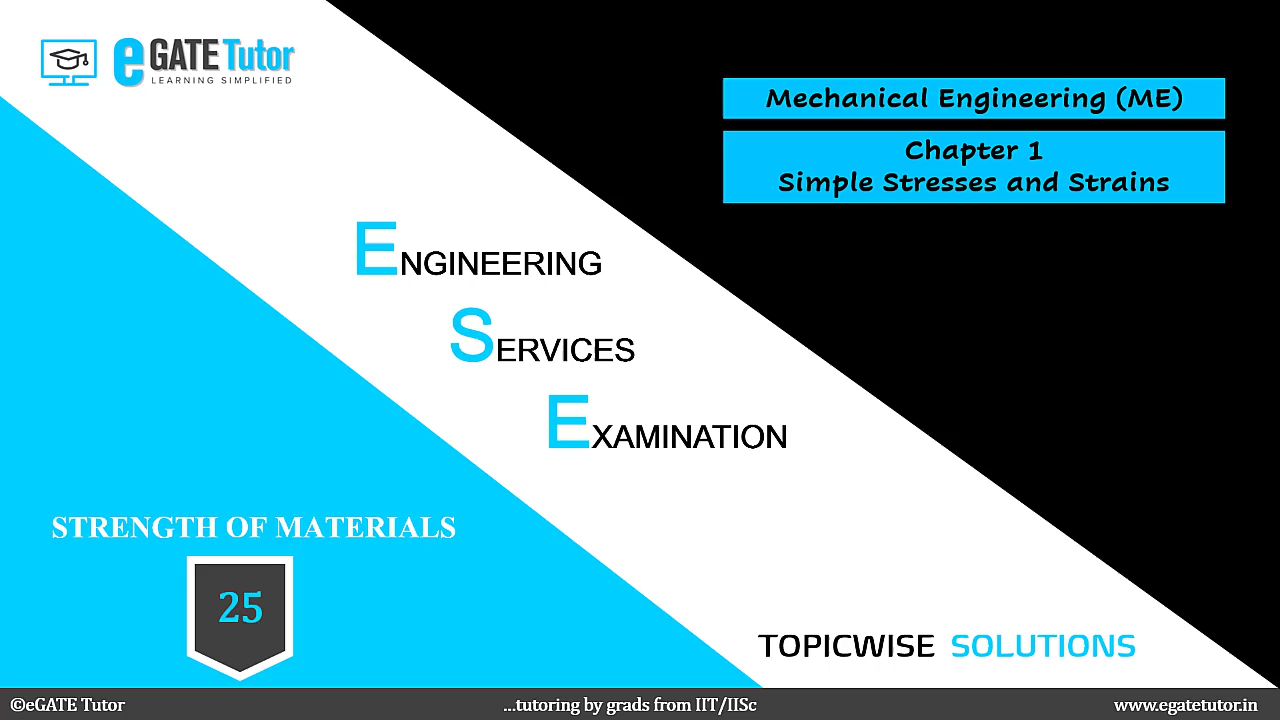 eGATE Tutor
LEARNING SIMPLIFIED
Mechanical Engineering (ME)
Chapter 1
Simple Stresses and Strains
ENGINEERING
SERVICES
EXAMINATION
STRENGTH OF MATERIALS
25
TOPICWISE SOLUTIONS
©eGATE Tutor
...tutoring by grads from IIT/IISc
www.egatetutor.in